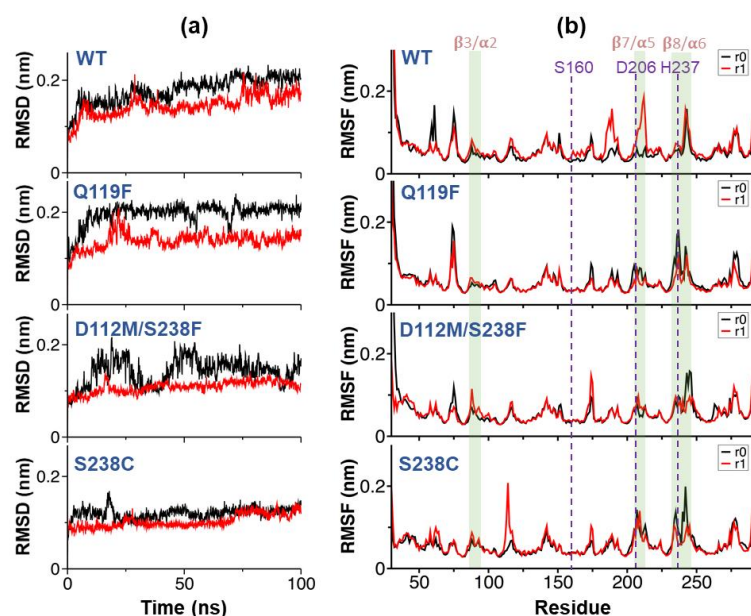 (a)
WT
RMSD (nm)
0.2
0
Q119F
RMSD (nm)
0.2
0
D112M/S238F
RMSD (nm)
0.2
0
S238C
RMSD (nm)
0.2
0
0 50 100
Time (ns)
(b)
β3/α2 β7/α5 β8/α6
WT S160 D206 H237 r0
r1
RMSF (nm)
0.2
0
Q119F r0
r1
RMSF (nm)
0.2
0
D112M/S238F r0
r1
RMSF (nm)
0.2
0
S238C r0
r1
RMSF (nm)
0.2
0
50 100 150 200 250
Residue